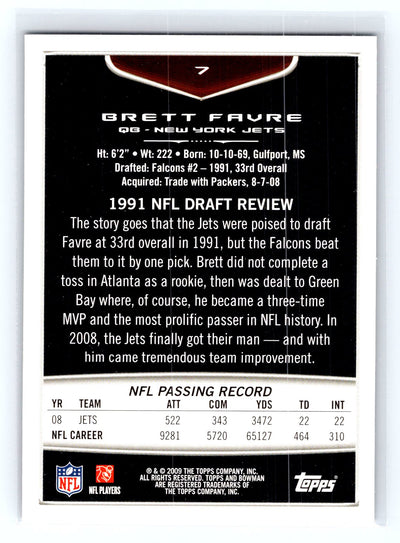 7
BRETT FAVRE
QB - NEW YORK JETS
Ht: 6'2" • Wt: 222 • Born: 10-10-69, Gulfport, MS
Drafted: Falcons #2 – 1991, 33rd Overall
Acquired: Trade with Packers, 8-7-08
1991 NFL DRAFT REVIEW
The story goes that the Jets were poised to draft
Favre at 33rd overall in 1991, but the Falcons beat
them to it by one pick. Brett did not complete a
toss in Atlanta as a rookie, then was dealt to Green
Bay where, of course, he became a three-time
MVP and the most prolific passer in NFL history. In
2008, the Jets finally got their man — and with
him came tremendous team improvement.
NFL PASSING RECORD
YR TEAM ATT COM YDS TD INT
08 JETS 522 343 3472 22 22
NFL CAREER 9281 5720 65127 464 310
® & © 2009 THE TOPPS COMPANY, INC.
ALL RIGHTS RESERVED. TOPPS AND BOWMAN
ARE REGISTERED TRADEMARKS OF
THE TOPPS COMPANY, INC.
NFL
NFL PLAYERS
Topps